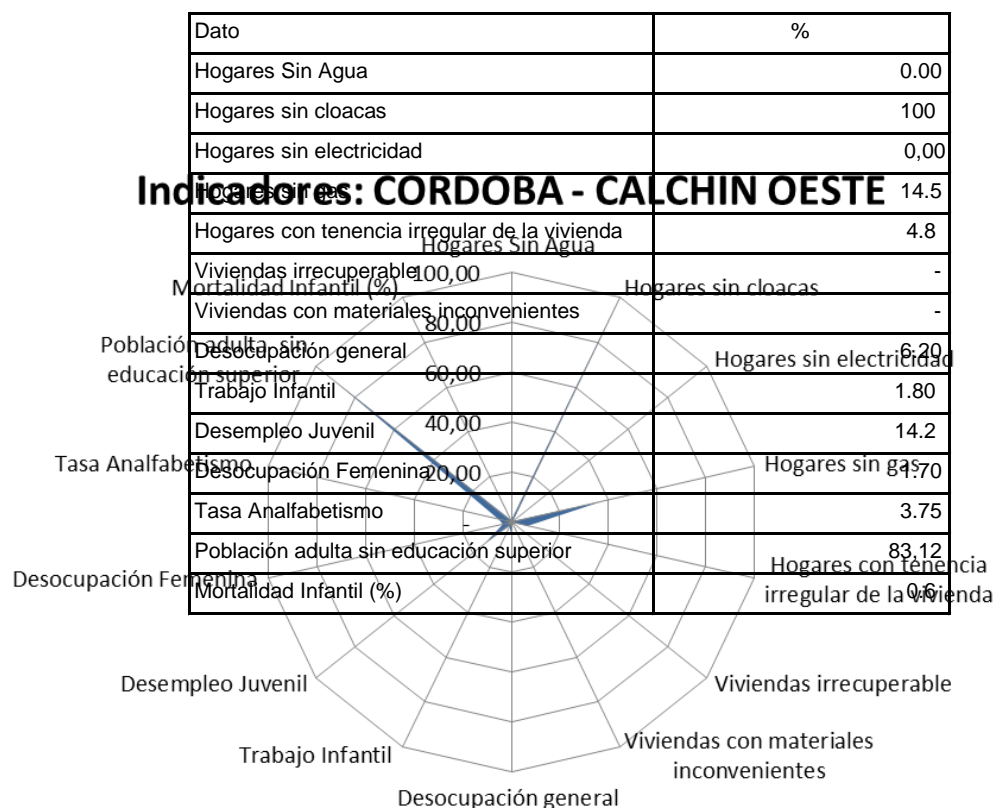 Dato %
Hogares Sin Agua 0.00
Hogares sin cloacas 100
Hogares sin electricidad 0,00
Hogares sin gas 14.5
Hogares con tenencia irregular de la vivienda 4.8
Viviendas irrecuperable -
Viviendas con materiales inconvenientes -
Desocupación general 6.20
Trabajo Infantil 1.80
Desempleo Juvenil 14.2
Desocupación Femenina 1.70
Tasa Analfabetismo 3.75
Población adulta sin educación superior 83,12
Mortalidad Infantil (%) 0.6
Indicadores: CORDOBA - CALCHIN OESTE
Hogares Sin Agua
Hogares sin cloacas
Hogares sin electricidad
Hogares sin gas
Hogares con tenencia
irregular de la vivienda
Viviendas irrecuperable
Viviendas con materiales
inconvenientes
Desocupación general
Trabajo Infantil
Desempleo Juvenil
Desocupación Femenina
Tasa Analfabetismo
Población adulta sin
educación superior
Mortalidad Infantil (%)
100,00
80,00
60,00
40,00
20,00
-